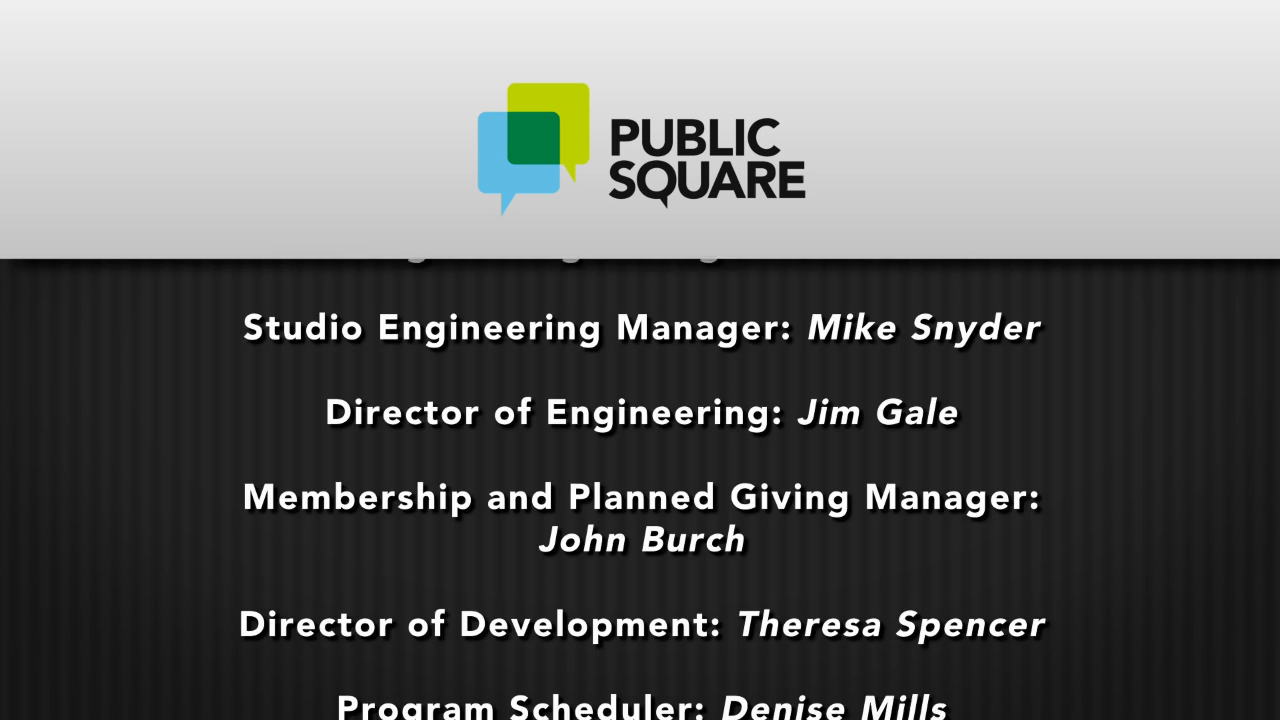 PUBLIC
SQUARE
Studio Engineering Manager: Mike Snyder
Director of Engineering: Jim Gale
Membership and Planned Giving Manager:
John Burch
Director of Development: Theresa Spencer
Program Scheduler: Denise Mills